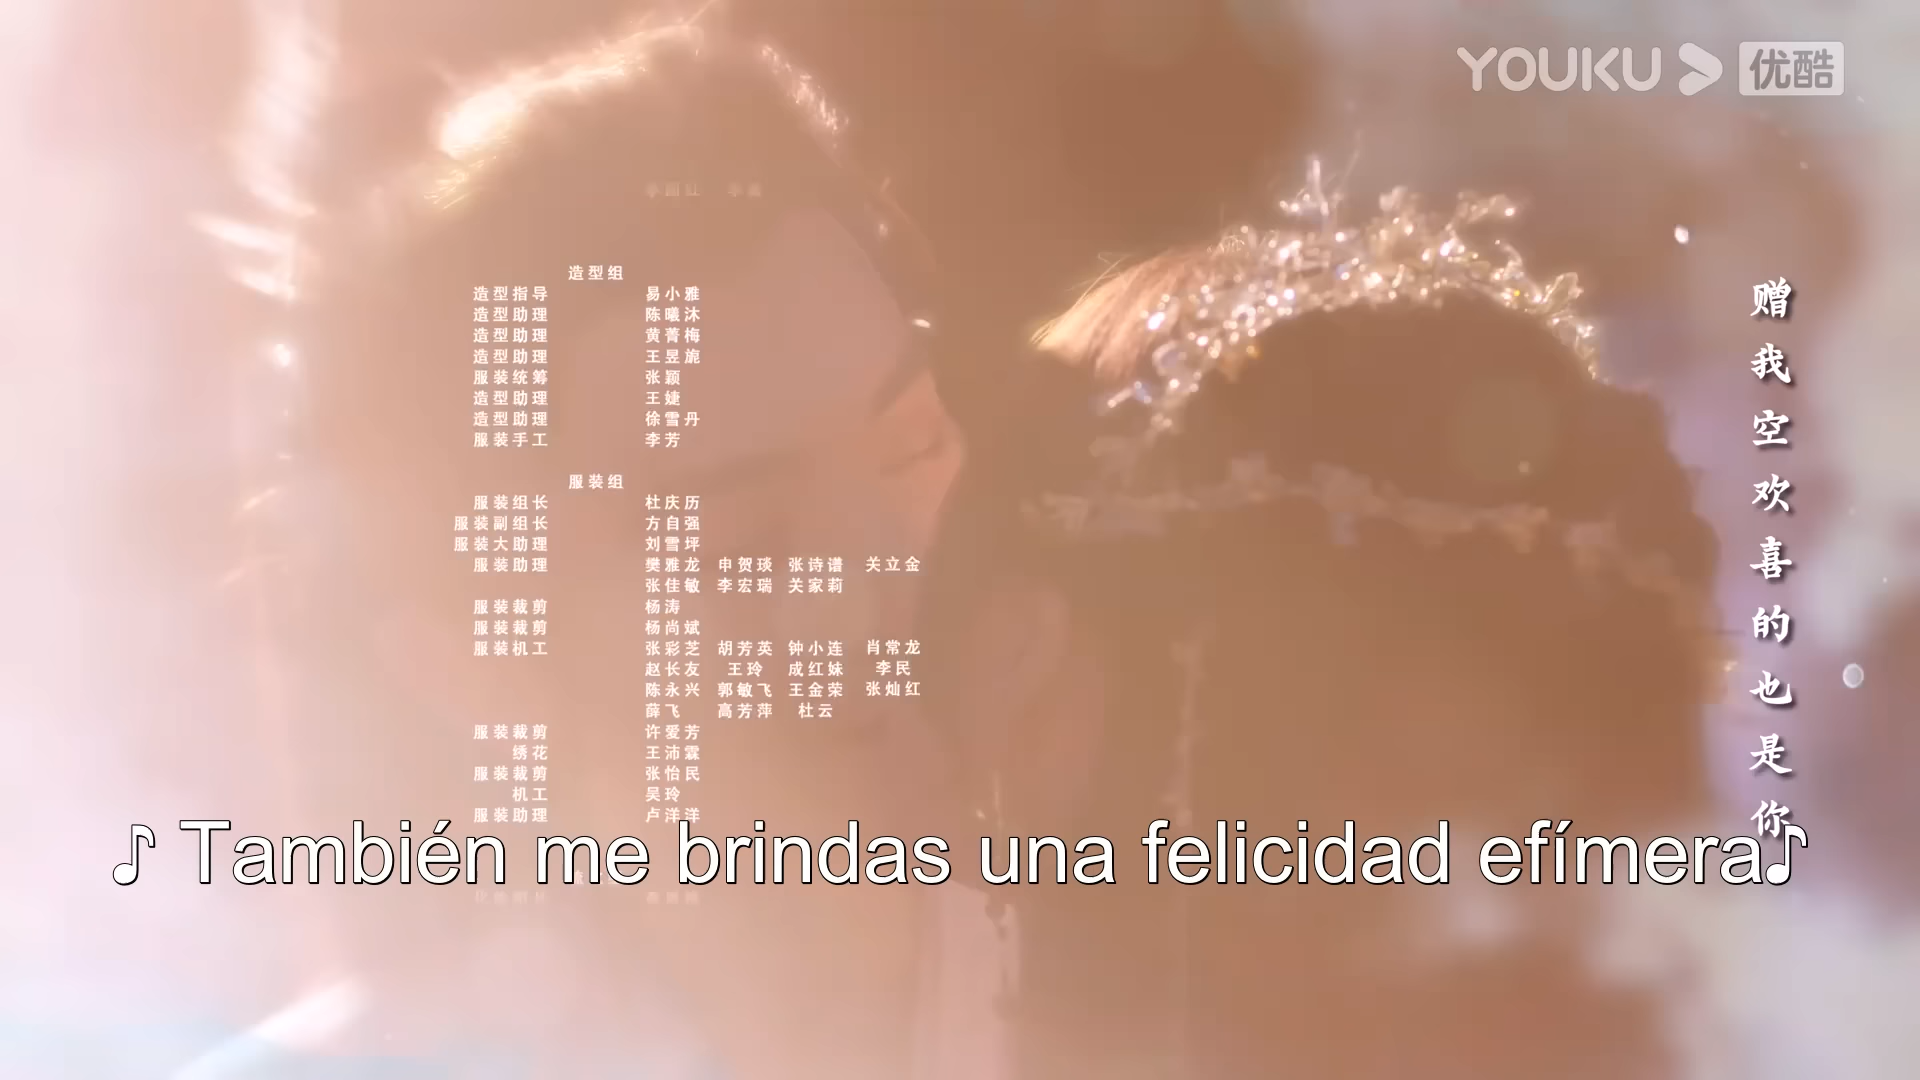 YOUKU 优酷
造型组
造型指导 易小雅
造型助理 陈曦沐
造型助理 黄菁梅
造型助理 王昱旎
服装统筹 张颖
造型助理 王婕
造型助理 徐雪丹
服装手工 李芳
服装组
服装组长 杜庆历
服装副组长 方自强
服装大助理 刘雪坪
服装助理 樊雅龙 申贺琰 张诗谱 关立金
张佳敏 李宏瑞 关家莉
服装裁剪 杨涛
服装裁剪 杨尚斌
服装机工 张彩芝 胡芳英 钟小连 肖常龙
赵长友 王玲 成红妹 李民
陈永兴 郭敏飞 王金荣 张灿红
薛飞 高芳萍 杜云
服装裁剪 许爱芳
绣花 王沛霖
服装裁剪 张怡民
机工 吴玲
服装助理 卢洋洋
赠我空欢喜的也是你
♪ También me brindas una felicidad efímera♪